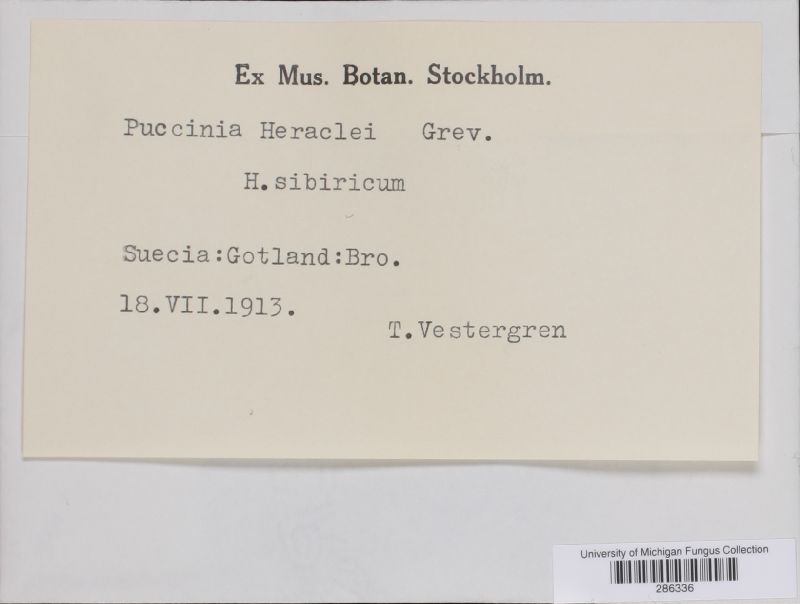 Ex Mus. Botan. Stockholm.
Puccinia Heraclei Grev.
H.sibiricum
Suecia:Gotland:Bro.
18.VII.1913.
T.Vestergren
University of Michigan Fungus Collection
286336